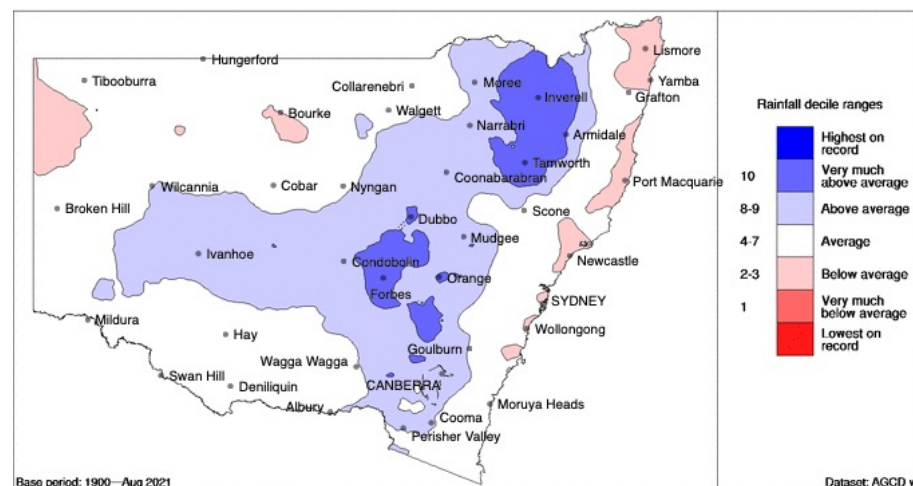 Hungerford
Lismore
Tibooburra
Yamba
Collarenebri
Moree
Grafton
Inverell
Bourke
Walgett
Narrabri
Armidale
Tamworth
Coonabarabran
Wilcannia
Cobar
Nyngan
Port Macquarie
Broken Hill
Scone
Dubbo
Mudgee
Ivanhoe
Condobolin
Newcastle
Orange
Forbes
SYDNEY
Mildura
Wollongong
Hay
Goulburn
Wagga Wagga
Swan Hill
Deniliquin
CANBERRA
Albury
Moruya Heads
Cooma
Perisher Valley
Rainfall decile ranges
Highest on
record
10 Very much
above average
8-9 Above average
4-7 Average
2-3 Below average
1 Very much
below average
Lowest on
record
Base period: 1900—Aug 2021
Dataset: AGCD